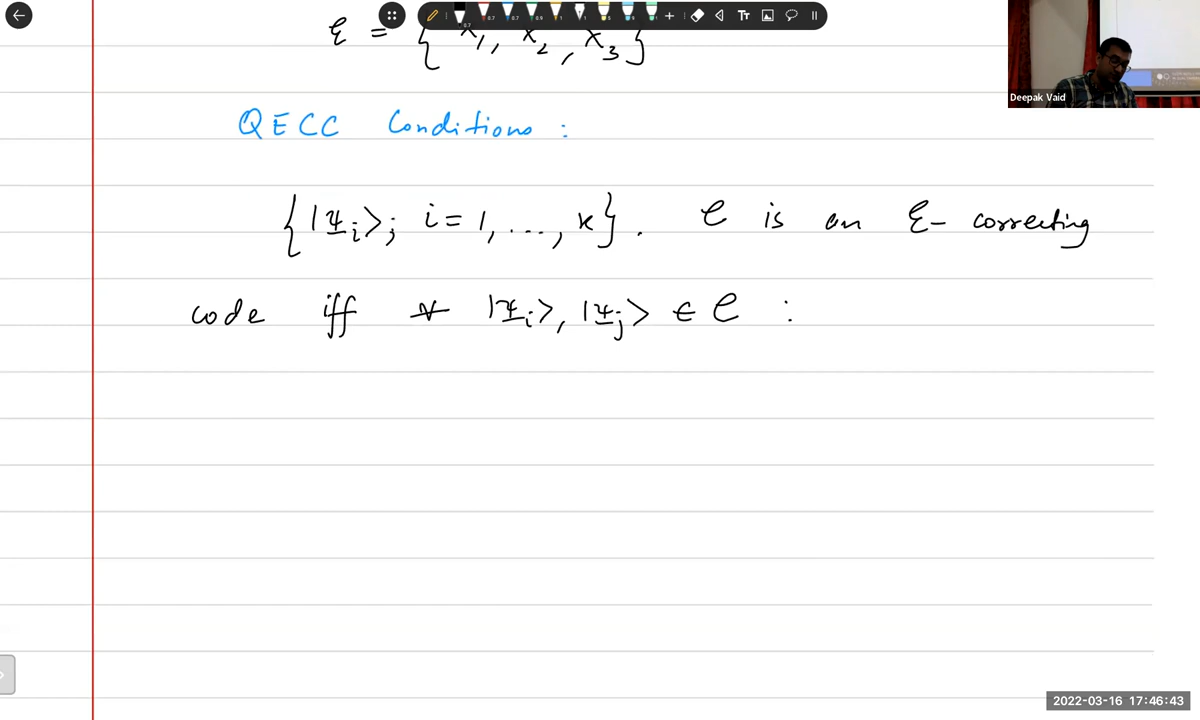 ℰ = { X₁, X₂, X₃ }
Deepak Vaid
QECC Conditions :
{ |Ψᵢ⟩; i = 1, ..., K } . 𝒞 is an ℰ- correcting
code iff ∀ |Ψᵢ⟩, |Ψⱼ⟩ ∈ 𝒞 :
2022-03-16 17:46:43